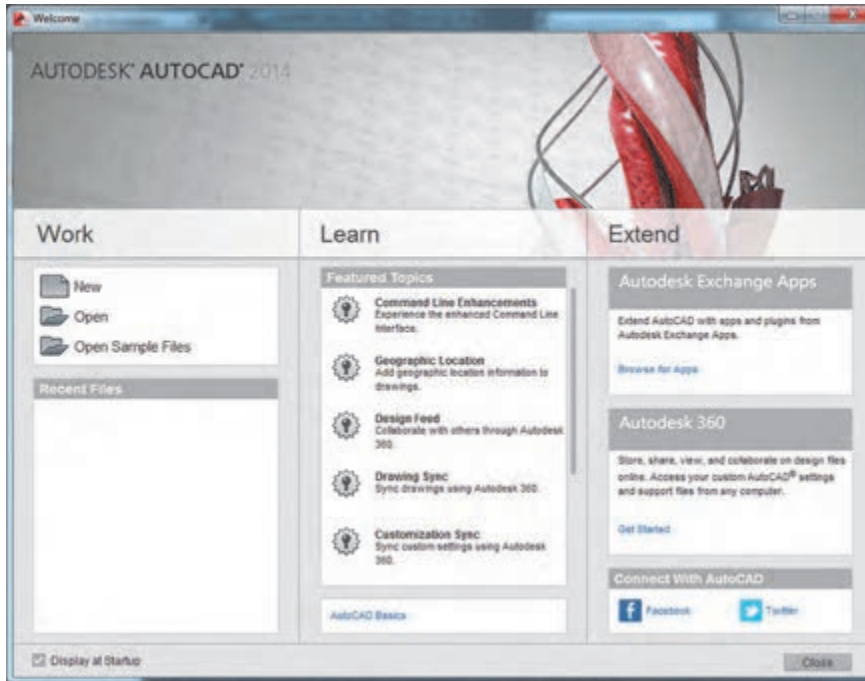 Welcome
AUTODESK® AUTOCAD® 2014
Work
New
Open
Open Sample Files
Recent Files
Learn
Featured Topics
Command Line Enhancements
Experience the enhanced Command Line
Interface.
Geographic Location
Add geographic location information to
drawings.
Design Feed
Collaborate with others through Autodesk
360.
Drawing Sync
Sync drawings using Autodesk 360.
Customization Sync
Sync custom settings using Autodesk
360.
AutoCAD Basics
Extend
Autodesk Exchange Apps
Extend AutoCAD with apps and plugins from
Autodesk Exchange Apps.
Browse for Apps
Autodesk 360
Store, share, view, and collaborate on design files
online. Access your custom AutoCAD® settings
and support files from any computer.
Get Started
Connect With AutoCAD
Facebook
Twitter
Display at Startup
Close